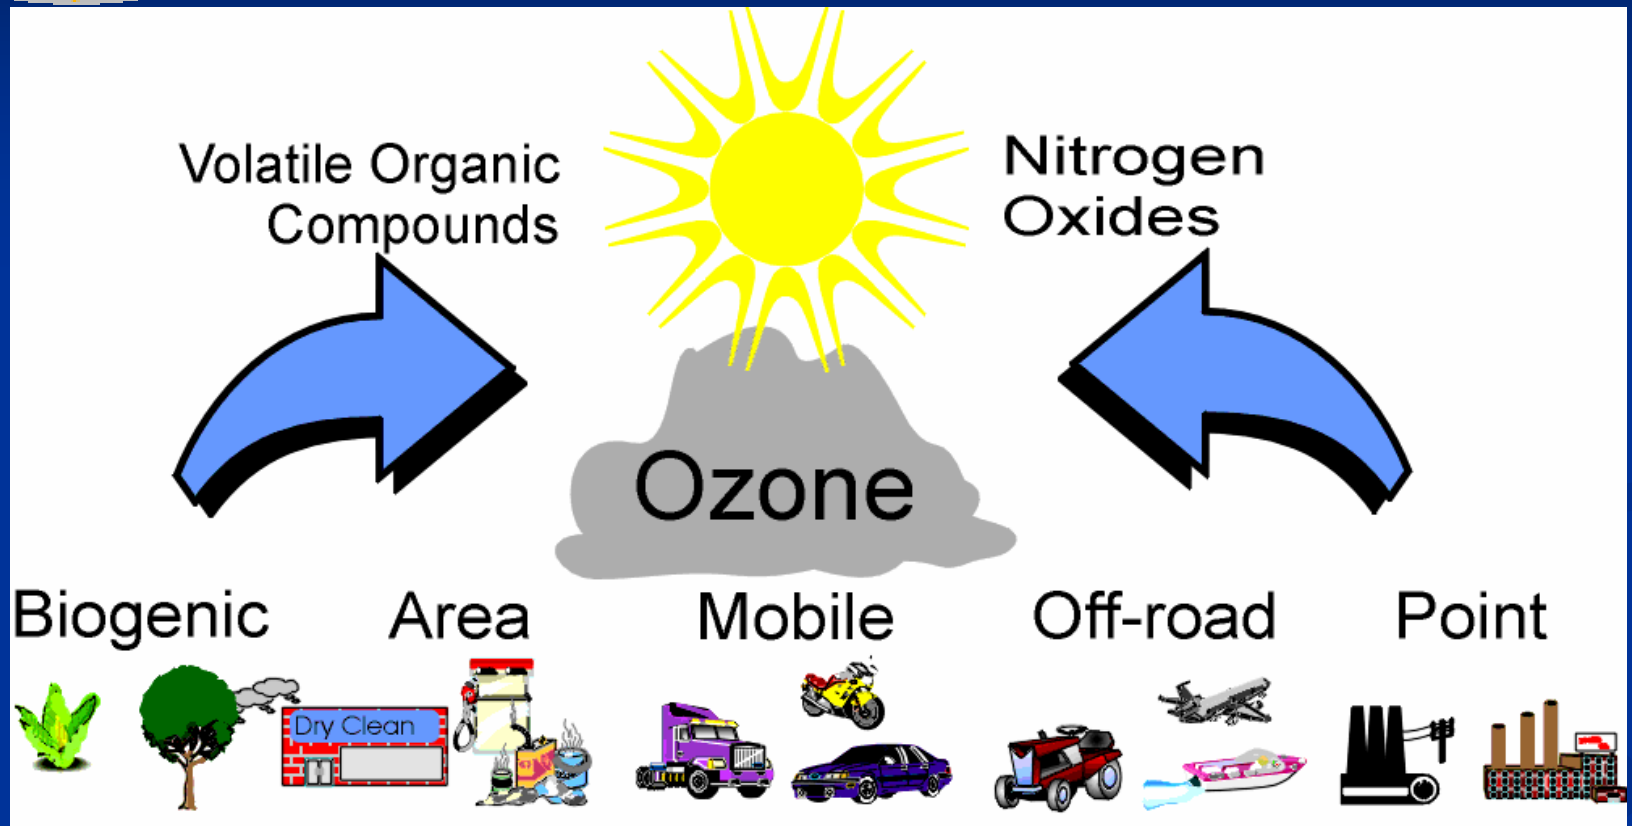 Volatile Organic
Compounds
Nitrogen
Oxides
Ozone
Biogenic
Area
Mobile
Off-road
Point
Dry Clean